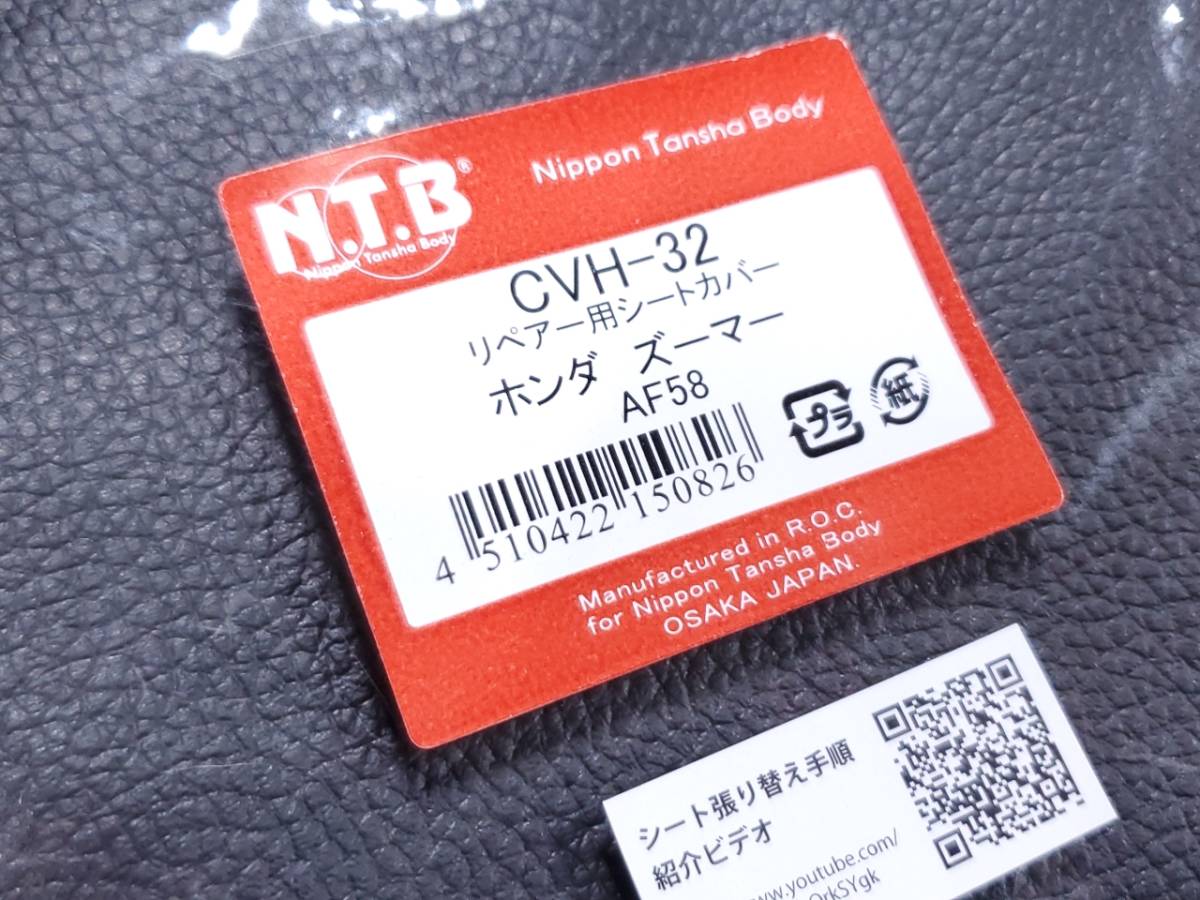 N.T.B®
Nippon Tansha Body
Nippon Tansha Body
CVH-32
リペアー用シートカバー
ホンダ ズーマー
AF58
プラ
紙
4 510422 150826
Manufactured in R.O.C.
for Nippon Tansha Body
OSAKA JAPAN.
シート張り替え手順
紹介ビデオ
www.youtube.com/